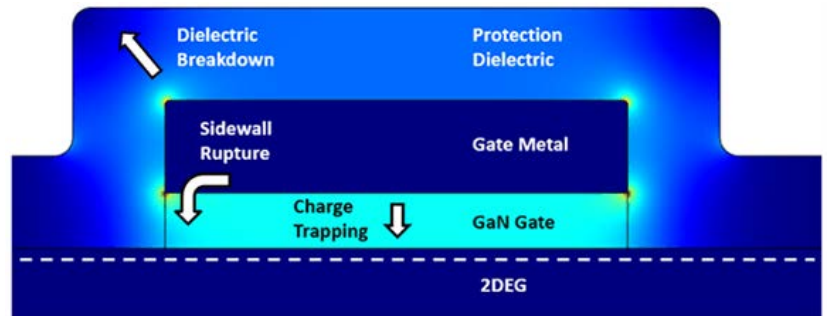 Dielectric
Breakdown
Protection
Dielectric
Sidewall
Rupture
Gate Metal
Charge
Trapping
GaN Gate
2DEG